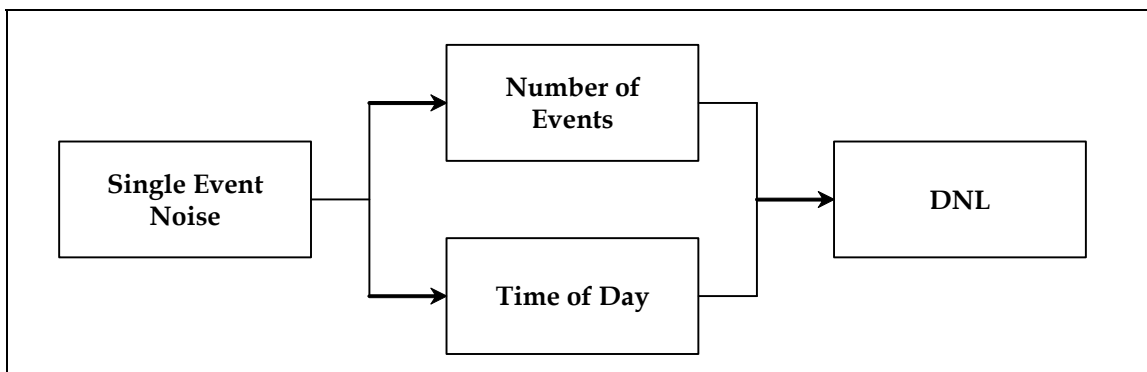 Number of
Events
Single Event
Noise
DNL
Time of Day